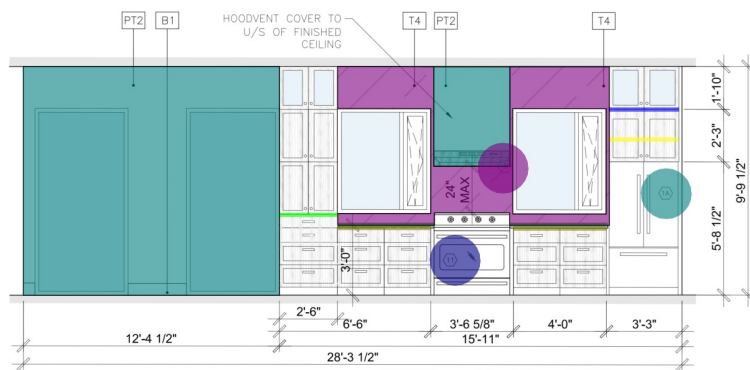 PT2 B1 HOODVENT COVER TO T4 PT2 T4
U/S OF FINISHED
CEILING
1'-10"
2'-3"
9'-9 1/2"
24"
MAX
1A
5'-8 1/2"
3'-0"
11
2'-6"
12'-4 1/2" 6'-6" 3'-6 5/8" 4'-0" 3'-3"
15'-11"
28'-3 1/2"